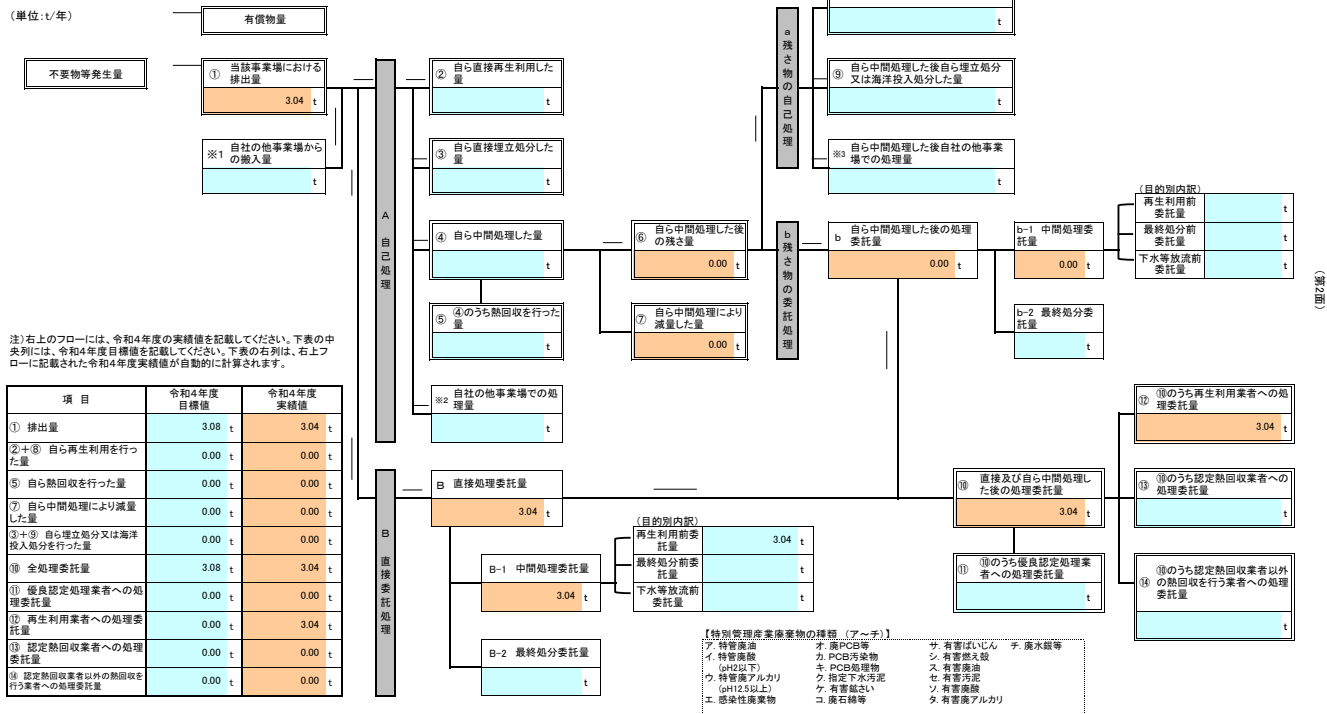 (単位:t/年)
有償物量
不要物等発生量
① 当該事業場における
排出量
3.04 t
※1 自社の他事業場から
の搬入量
t
A 自己処理
② 自ら直接再生利用した
量
t
③ 自ら直接埋立処分した
量
t
④ 自ら中間処理した量
t
⑤ ④のうち熱回収を行った
量
t
※2 自社の他事業場での処
理量
t
⑥ 自ら中間処理した後
の残さ量
0.00 t
⑦ 自ら中間処理により
減量した量
0.00 t
a 残さ物の自己処理
t
⑨ 自ら中間処理した後自ら埋立処分
又は海洋投入処分した量
t
※3 自ら中間処理した後自社の他事業
場での処理量
t
b 残さ物の委託処理
b 自ら中間処理した後の処理
委託量
0.00 t
b-1 中間処理委
託量
0.00 t
(目的別内訳)
再生利用前
委託量 t
最終処分前
委託量 t
下水等放流前
委託量 t
b-2 最終処分委
託量
t
(第2面)
注)右上のフローには、令和4年度の実績値を記載してください。下表の中
央列には、令和4年度目標値を記載してください。下表の右列は、右上フ
ローに記載された令和4年度実績値が自動的に計算されます。
項 目 令和4年度
目標値 令和4年度
実績値
① 排出量 3.08 t 3.04 t
②+⑧ 自ら再生利用を行っ
た量 0.00 t 0.00 t
⑤ 自ら熱回収を行った量 0.00 t 0.00 t
⑦ 自ら中間処理により減量
した量 0.00 t 0.00 t
③+⑨ 自ら埋立処分又は海洋
投入処分を行った量 0.00 t 0.00 t
⑩ 全処理委託量 3.08 t 3.04 t
⑪ 優良認定処理業者への処
理委託量 0.00 t 0.00 t
⑫ 再生利用業者への処理委
託量 0.00 t 3.04 t
⑬ 認定熱回収業者への処理
委託量 0.00 t 0.00 t
⑭ 認定熱回収業者以外の熱回収を
行う業者への処理委託量 0.00 t 0.00 t
B 直接委託処理
B 直接処理委託量
3.04 t
B-1 中間処理委託量
3.04 t
(目的別内訳)
再生利用前委
託量 3.04 t
最終処分前委
託量 t
下水等放流前
委託量 t
B-2 最終処分委託量
t
⑩ 直接及び自ら中間処理し
た後の処理委託量
3.04 t
⑪ ⑩のうち優良認定処理業
者への処理委託量
t
⑫ ⑩のうち再生利用業者への処
理委託量
3.04 t
⑬ ⑩のうち認定熱回収業者への
処理委託量
t
⑭ ⑩のうち認定熱回収業者以外
の熱回収を行う業者への処理
委託量
t
【特別管理産業廃棄物の種類 (ア~チ)】
ア. 特管廃油 オ. 廃PCB等 サ. 有害ばいじん チ. 廃水銀等
イ. 特管廃酸 カ. PCB汚染物 シ. 有害燃え殻
(pH2以下) キ. PCB処理物 ス. 有害廃油
ウ. 特管廃アルカリ ク. 指定下水汚泥 セ. 有害汚泥
(pH12.5以上) ケ. 有害鉱さい ソ. 有害廃酸
エ. 感染性廃棄物 コ. 廃石綿等 タ. 有害廃アルカリ